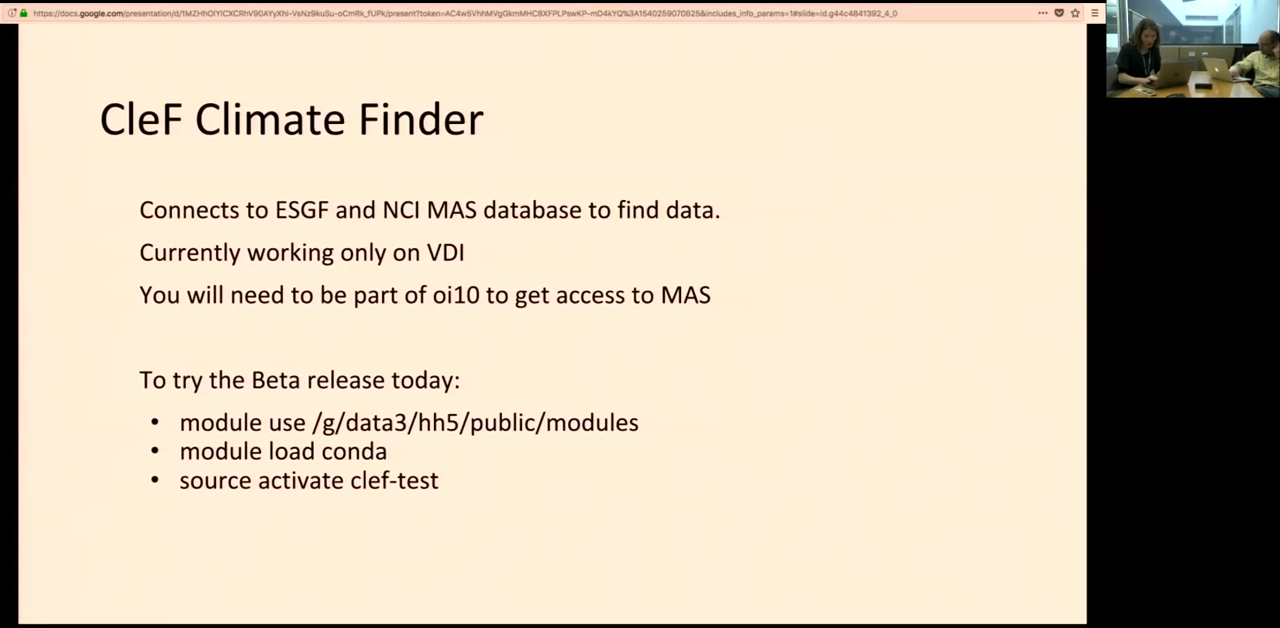 CleF Climate Finder
Connects to ESGF and NCI MAS database to find data.
Currently working only on VDI
You will need to be part of oi10 to get access to MAS
To try the Beta release today:
• module use /g/data3/hh5/public/modules
• module load conda
• source activate clef-test